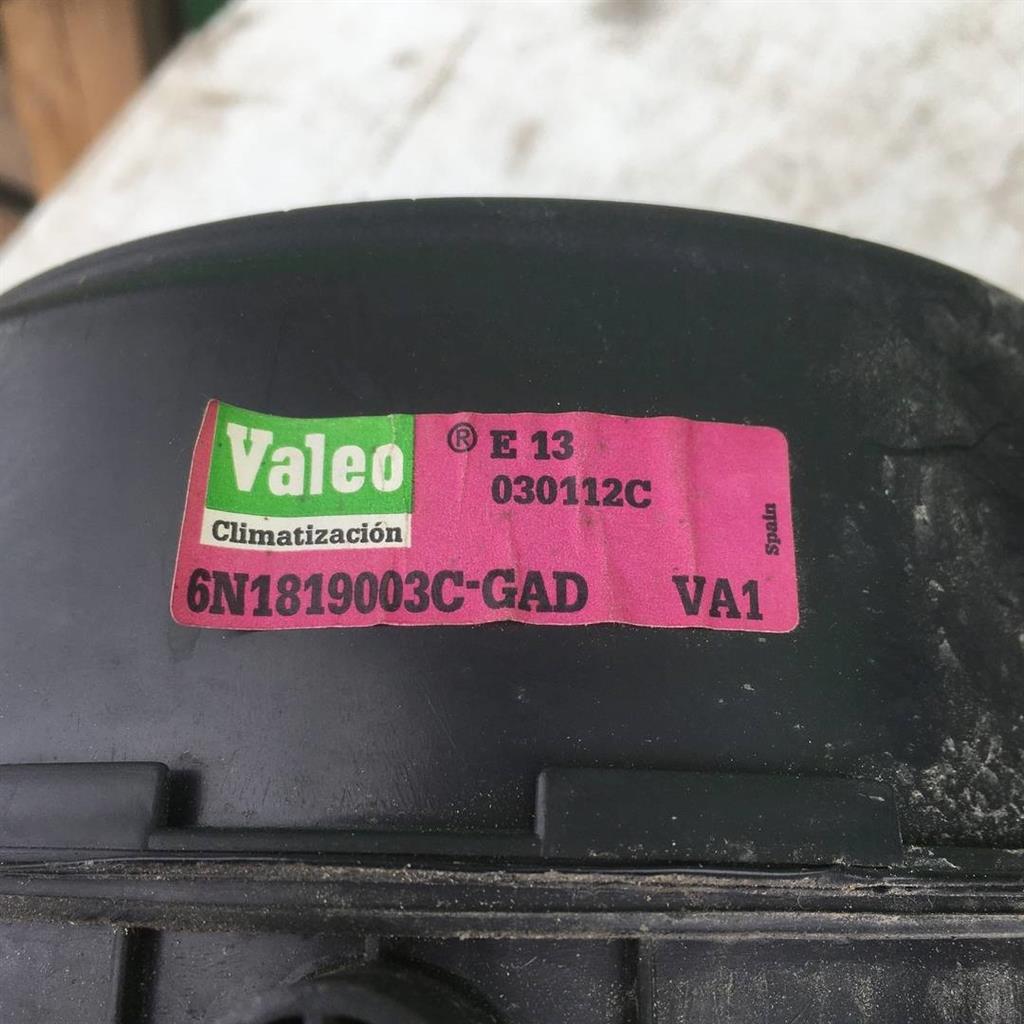 Valeo ® E 13
030112C
Climatización
Spain
6N1819003C-GAD VA1